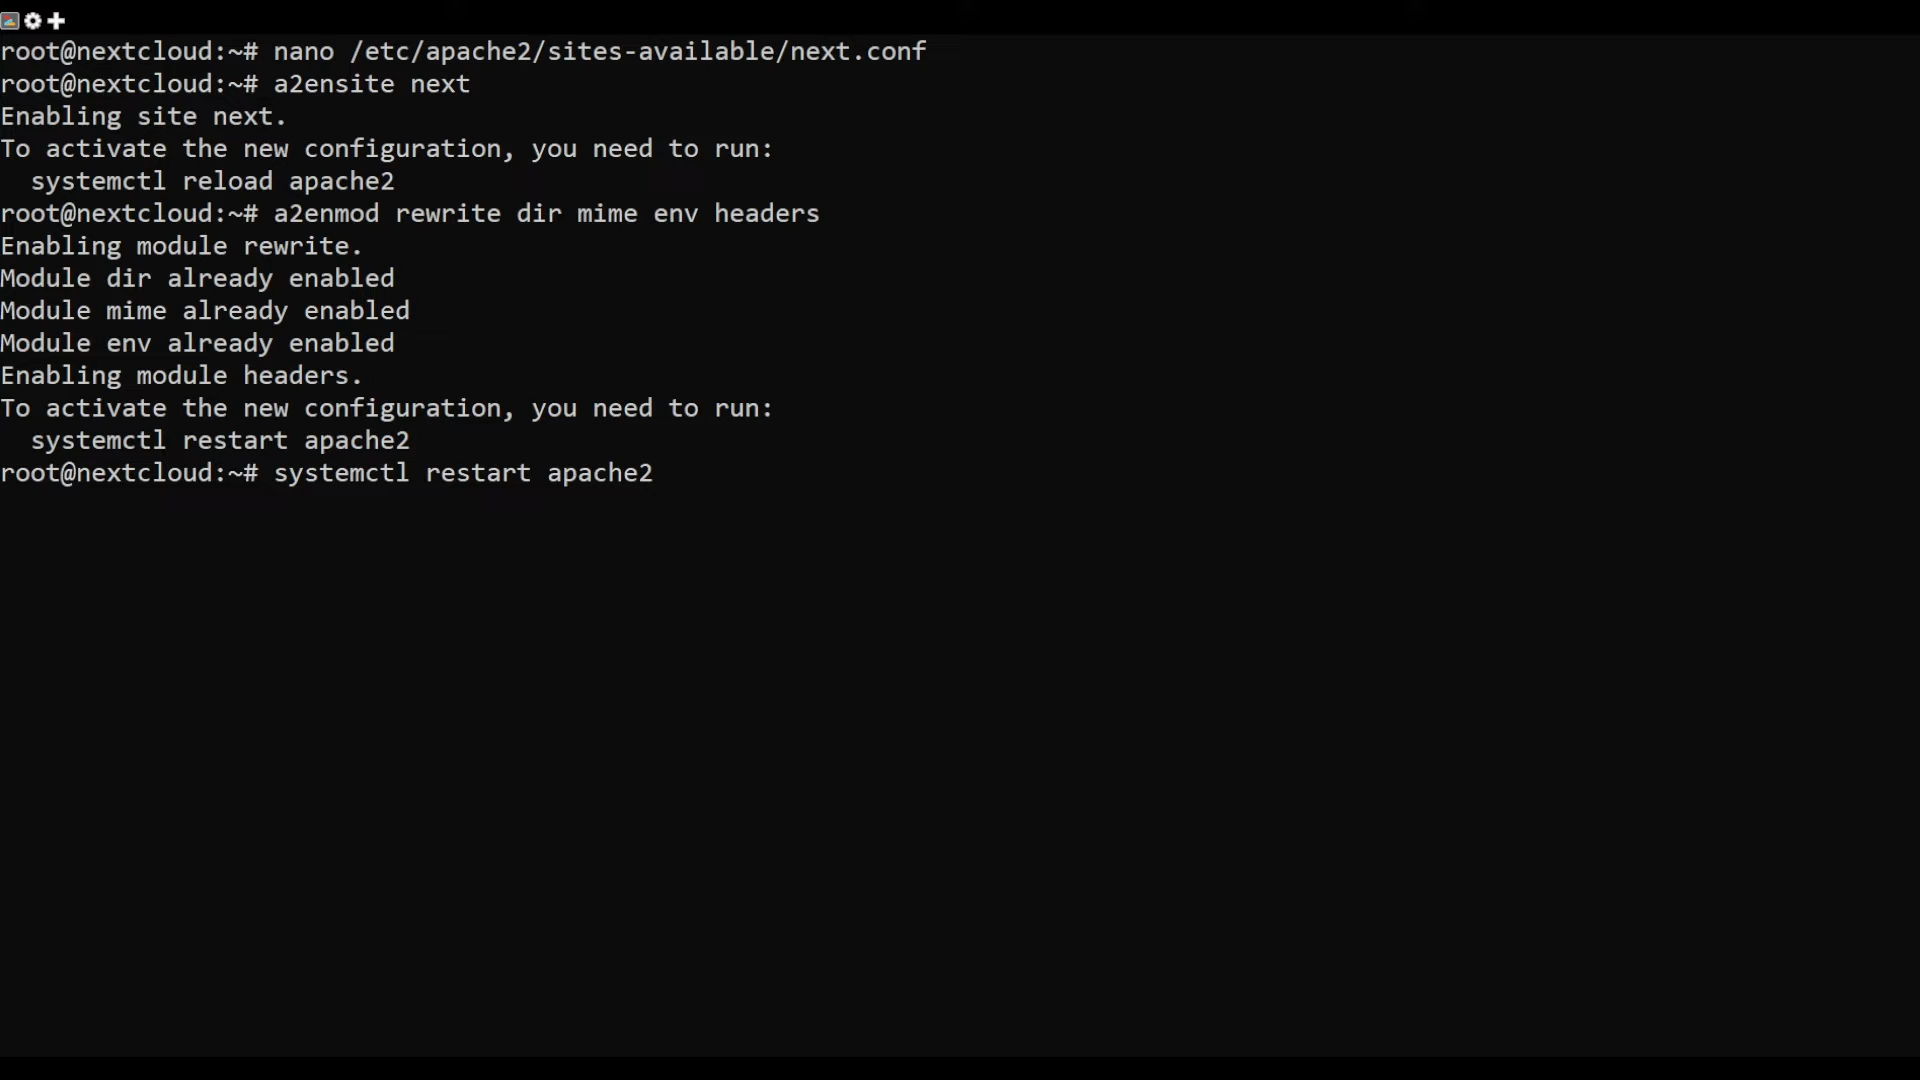 root@nextcloud:~# nano /etc/apache2/sites-available/next.conf
root@nextcloud:~# a2ensite next
Enabling site next.
To activate the new configuration, you need to run:
  systemctl reload apache2
root@nextcloud:~# a2enmod rewrite dir mime env headers
Enabling module rewrite.
Module dir already enabled
Module mime already enabled
Module env already enabled
Enabling module headers.
To activate the new configuration, you need to run:
  systemctl restart apache2
root@nextcloud:~# systemctl restart apache2